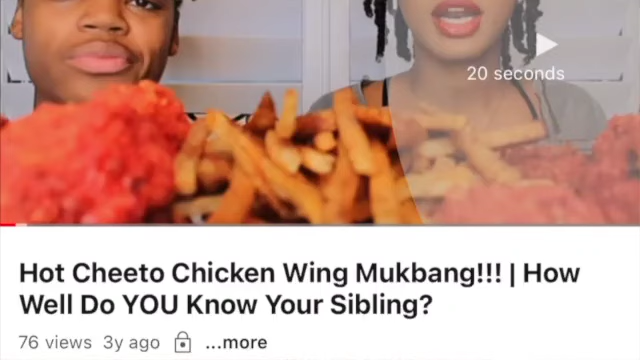 20 seconds
Hot Cheeto Chicken Wing Mukbang!!! | How
Well Do YOU Know Your Sibling?
76 views 3y ago ...more